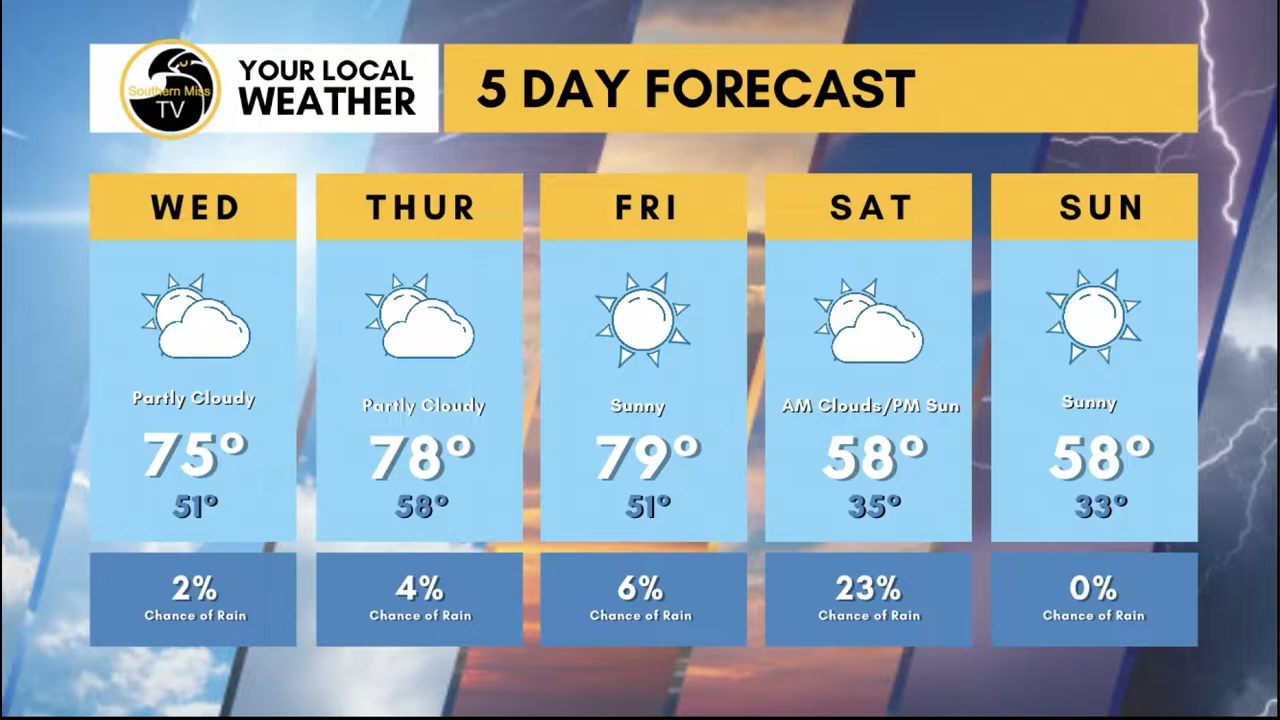 Southern Miss
TV
YOUR LOCAL
WEATHER
5 DAY FORECAST
WED
Partly Cloudy
75°
51°
2%
Chance of Rain
THUR
Partly Cloudy
78°
58°
4%
Chance of Rain
FRI
Sunny
79°
51°
6%
Chance of Rain
SAT
AM Clouds/PM Sun
58°
35°
23%
Chance of Rain
SUN
Sunny
58°
33°
0%
Chance of Rain